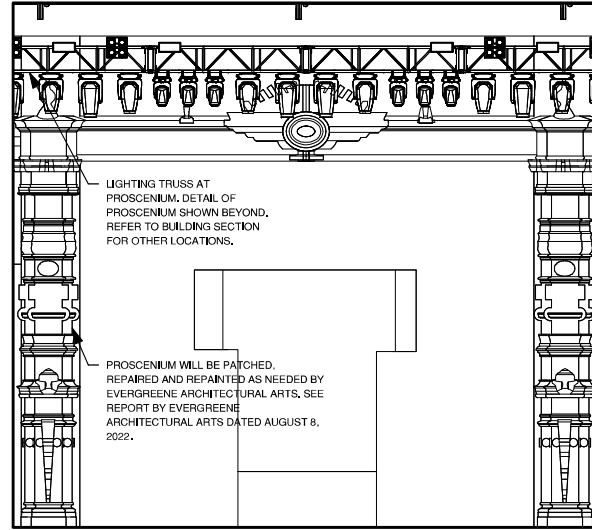 LIGHTING TRUSS AT
PROSCENIUM. DETAIL OF
PROSCENIUM SHOWN BEYOND.
REFER TO BUILDING SECTION
FOR OTHER LOCATIONS.
PROSCENIUM WILL BE PATCHED,
REPAIRED AND REPAINTED AS NEEDED BY
EVERGREENE ARCHITECTURAL ARTS. SEE
REPORT BY EVERGREENE
ARCHITECTURAL ARTS DATED AUGUST 8,
2022.